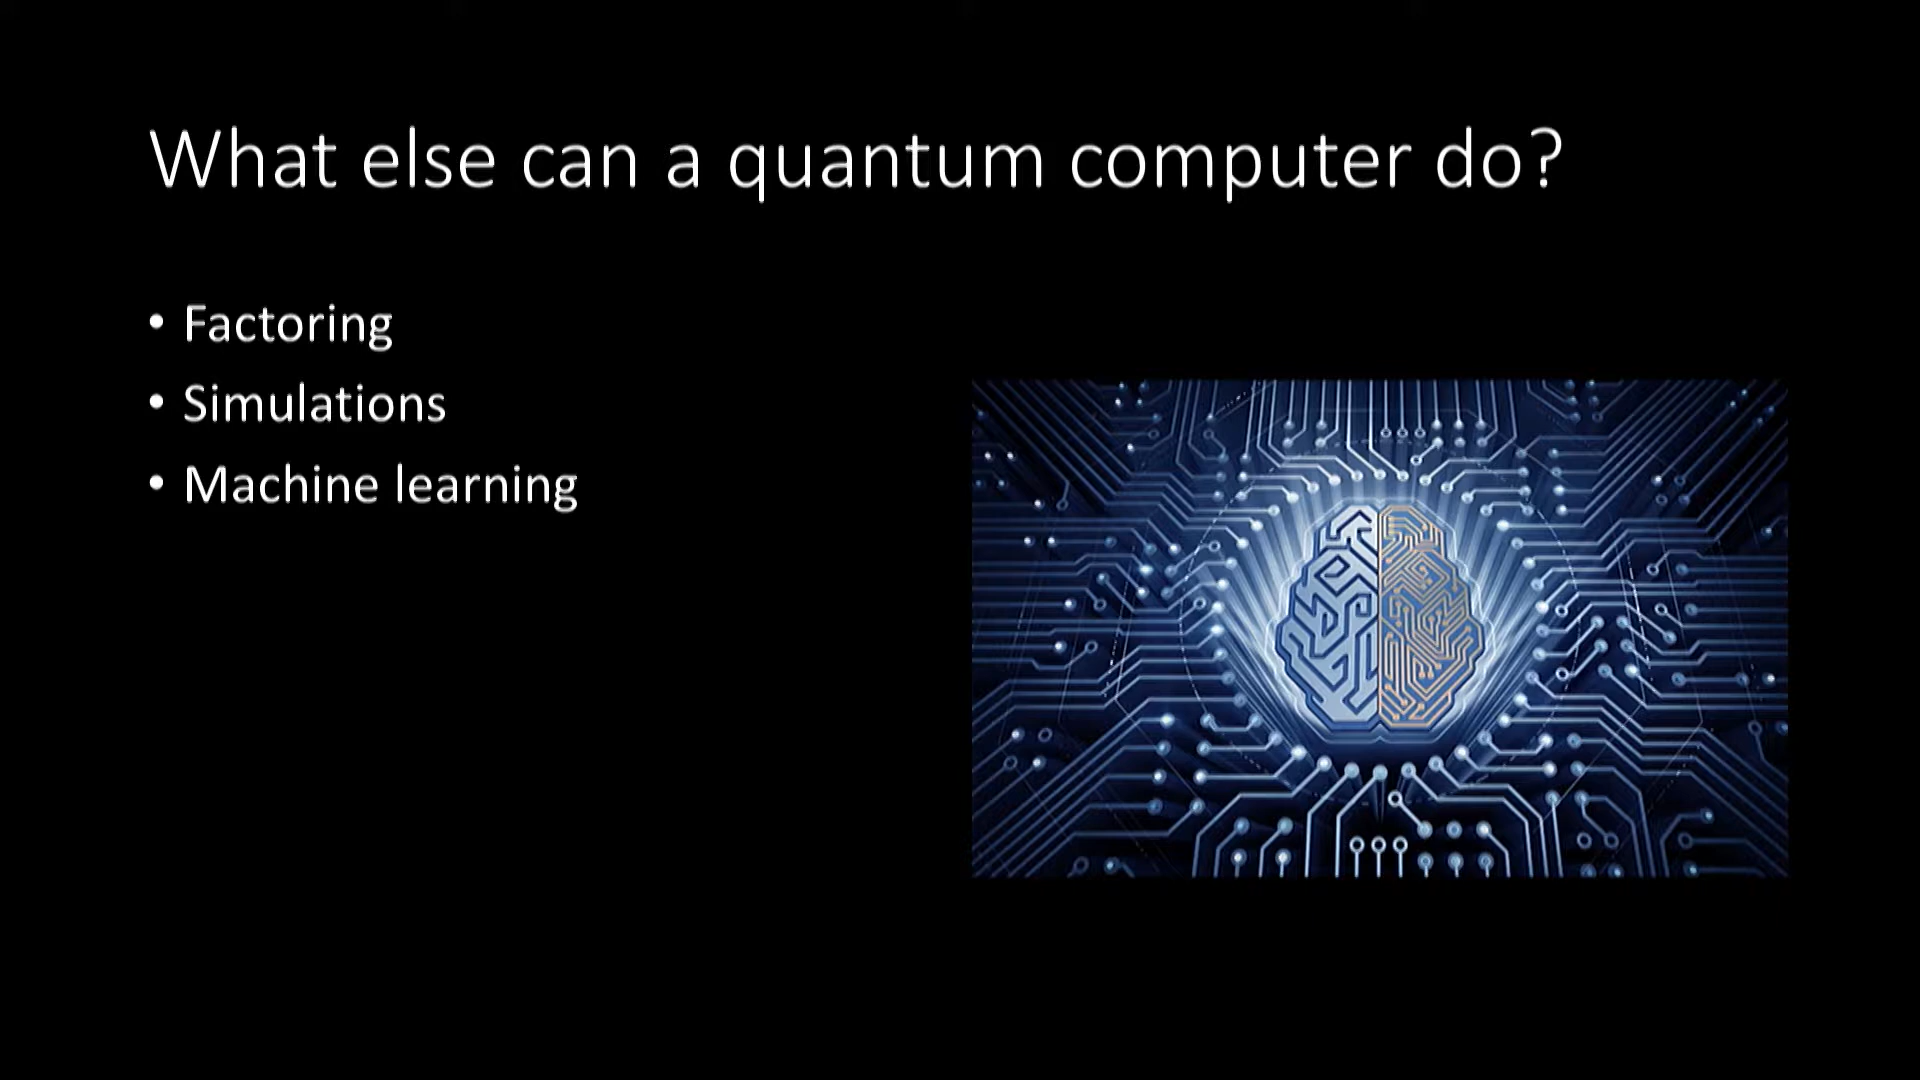 What else can a quantum computer do?
• Factoring
• Simulations
• Machine learning